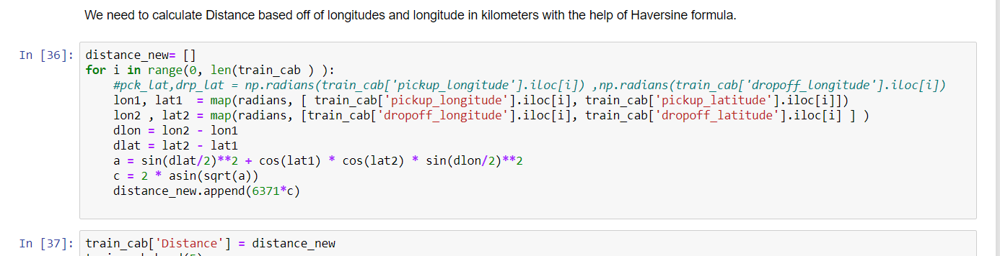 We need to calculate Distance based off of longitudes and longitude in kilometers with the help of Haversine formula.
In [36]: distance_new= []
for i in range(0, len(train_cab ) ):
#pck_lat,drp_lat = np.radians(train_cab['pickup_longitude'].iloc[i]) ,np.radians(train_cab['dropoff_longitude'].iloc[i])
lon1, lat1  = map(radians, [ train_cab['pickup_longitude'].iloc[i], train_cab['pickup_latitude'].iloc[i]])
lon2 , lat2 = map(radians, [train_cab['dropoff_longitude'].iloc[i], train_cab['dropoff_latitude'].iloc[i] ] )
dlon = lon2 - lon1
dlat = lat2 - lat1
a = sin(dlat/2)**2 + cos(lat1) * cos(lat2) * sin(dlon/2)**2
c = 2 * asin(sqrt(a))
distance_new.append(6371*c)
In [37]: train_cab['Distance'] = distance_new